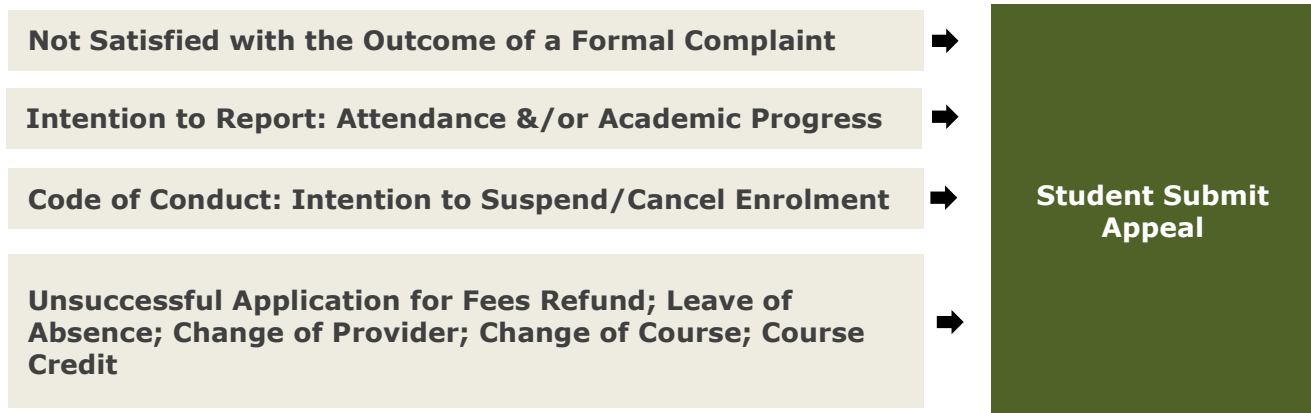 Not Satisfied with the Outcome of a Formal Complaint
Intention to Report: Attendance &/or Academic Progress
Code of Conduct: Intention to Suspend/Cancel Enrolment
Unsuccessful Application for Fees Refund; Leave of
Absence; Change of Provider; Change of Course; Course
Credit
Student Submit
Appeal